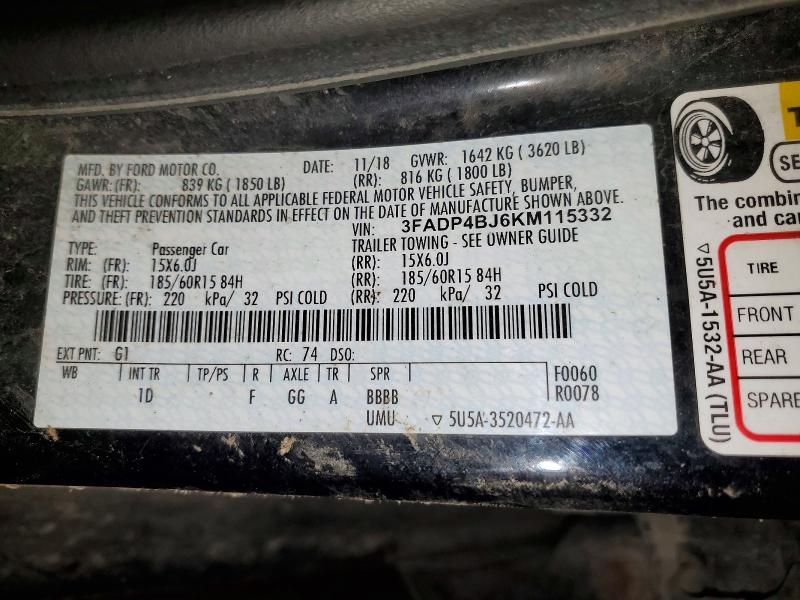 MFD. BY FORD MOTOR CO. DATE: 11/18 GVWR: 1642 KG ( 3620 LB)
GAWR: (FR): 839 KG ( 1850 LB) (RR): 816 KG ( 1800 LB)
THIS VEHICLE CONFORMS TO ALL APPLICABLE FEDERAL MOTOR VEHICLE SAFETY, BUMPER,
AND THEFT PREVENTION STANDARDS IN EFFECT ON THE DATE OF MANUFACTURE SHOWN ABOVE.
VIN: 3FADP4BJ6KM115332
TYPE: Passenger Car TRAILER TOWING - SEE OWNER GUIDE
RIM: (FR): 15X6.0J (RR): 15X6.0J
TIRE: (FR): 185/60R15 84H (RR): 185/60R15 84H
PRESSURE: (FR): 220 kPa/ 32 PSI COLD (RR): 220 kPa/ 32 PSI COLD
EXT PNT: G1 RC: 74 DSO:
WB INT TR TP/PS R AXLE TR SPR F0060
1D F GG A BBBB R0078
UMU ▽ 5U5A-3520472-AA
▽5U5A-1532-AA (TLU)
T
SE
The combin
and car
TIRE
FRONT
REAR
SPARE